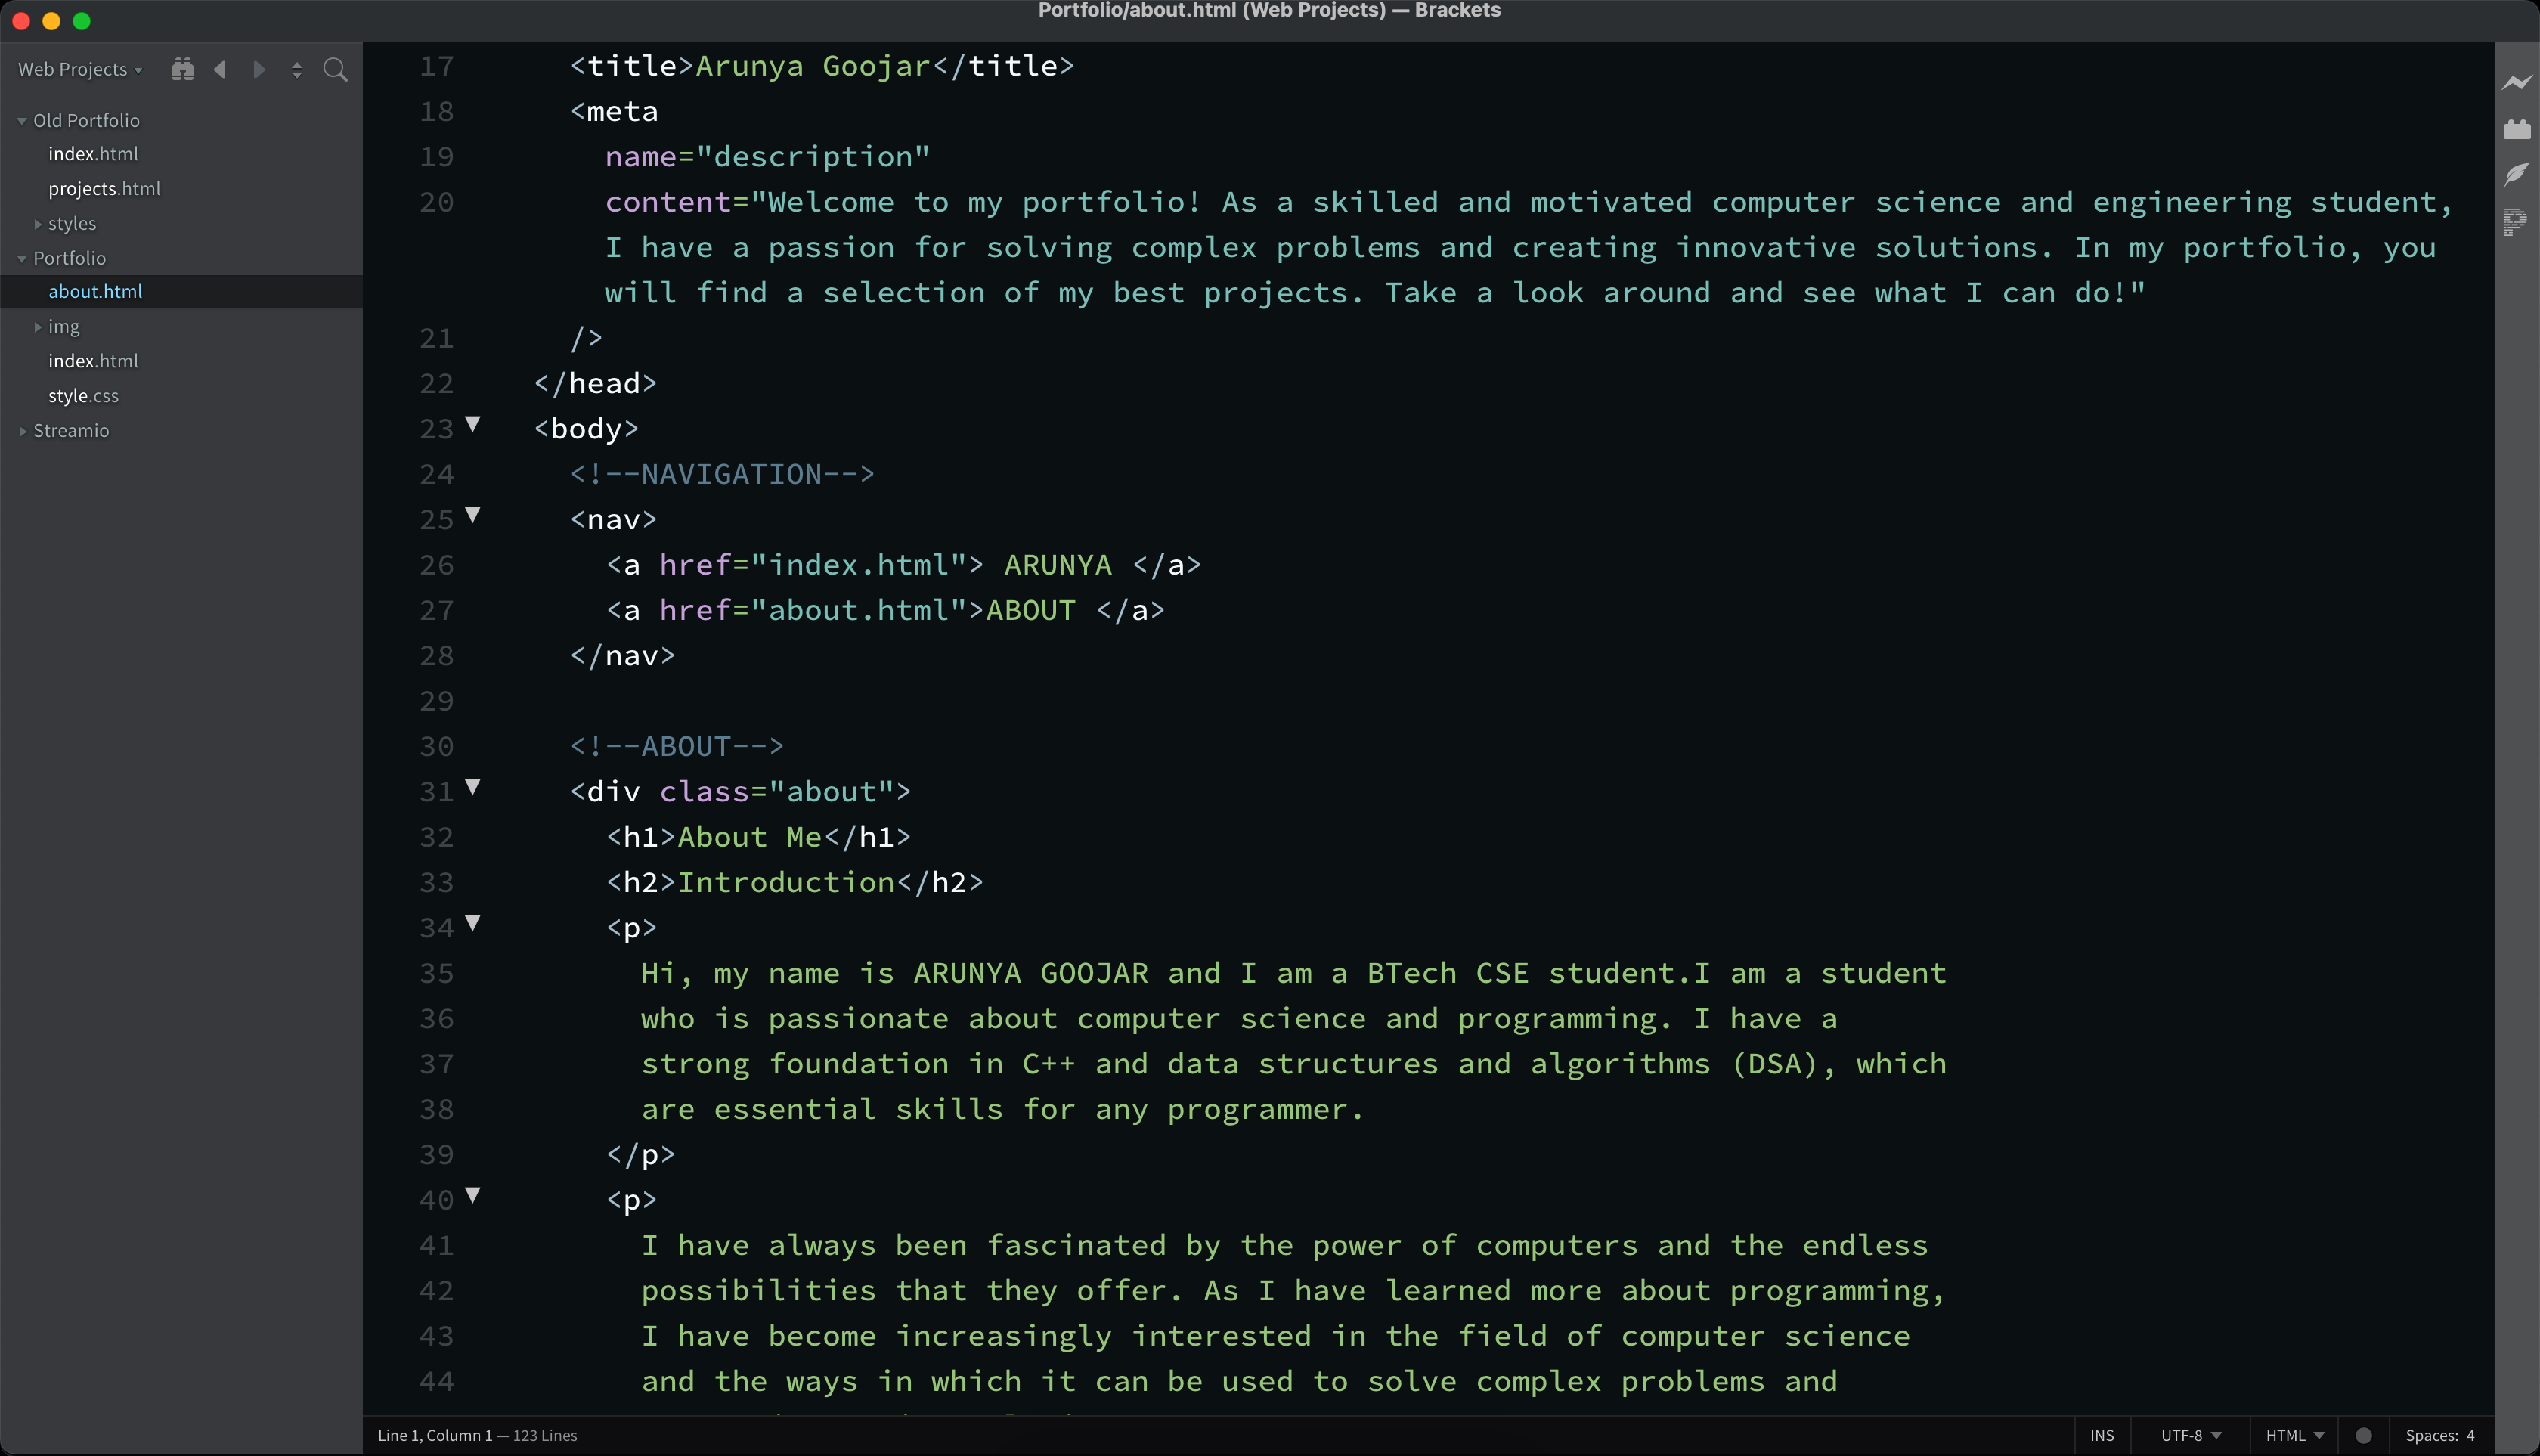 Portfolio/about.html (Web Projects) — Brackets
Web Projects
Old Portfolio
index.html
projects.html
styles
Portfolio
about.html
img
index.html
style.css
Streamio
17 <title>Arunya Goojar</title>
18 <meta
19 name="description"
20 content="Welcome to my portfolio! As a skilled and motivated computer science and engineering student,
I have a passion for solving complex problems and creating innovative solutions. In my portfolio, you
will find a selection of my best projects. Take a look around and see what I can do!"
21 />
22 </head>
23 <body>
24 <!--NAVIGATION-->
25 <nav>
26 <a href="index.html"> ARUNYA </a>
27 <a href="about.html">ABOUT </a>
28 </nav>
29
30 <!--ABOUT-->
31 <div class="about">
32 <h1>About Me</h1>
33 <h2>Introduction</h2>
34 <p>
35 Hi, my name is ARUNYA GOOJAR and I am a BTech CSE student.I am a student
36 who is passionate about computer science and programming. I have a
37 strong foundation in C++ and data structures and algorithms (DSA), which
38 are essential skills for any programmer.
39 </p>
40 <p>
41 I have always been fascinated by the power of computers and the endless
42 possibilities that they offer. As I have learned more about programming,
43 I have become increasingly interested in the field of computer science
44 and the ways in which it can be used to solve complex problems and
Line 1, Column 1 — 123 Lines
INS
UTF-8
HTML
Spaces: 4